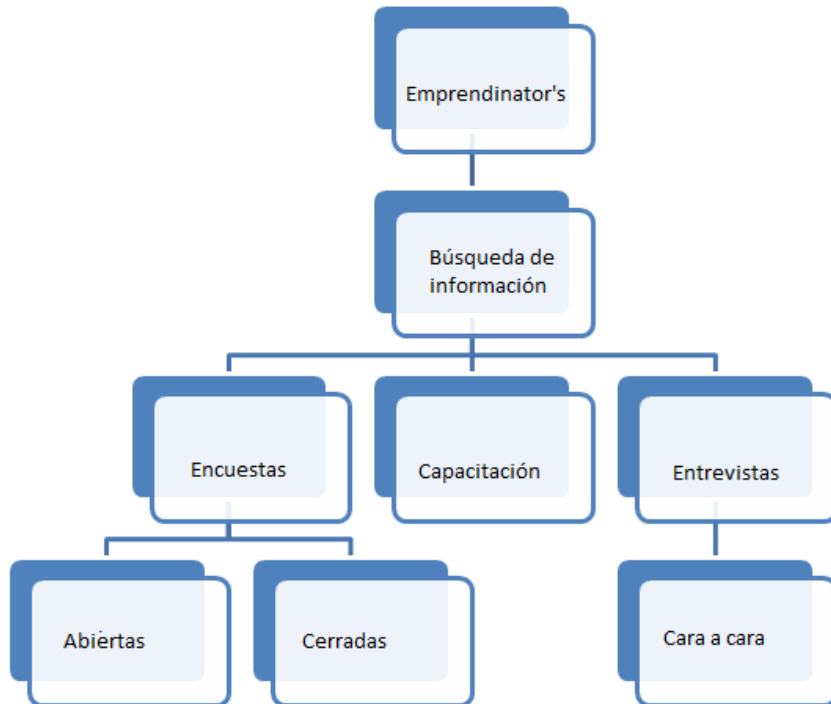 Emprendinator's
Búsqueda de
información
Encuestas
Capacitación
Entrevistas
Abiertas
Cerradas
Cara a cara